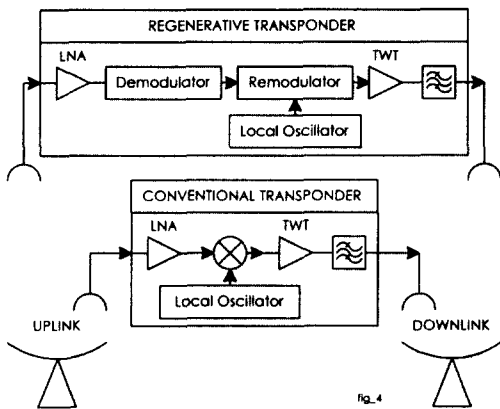 REGENERATIVE TRANSPONDER
LNA
TWT
Demodulator
Remodulator
Local Oscillator
CONVENTIONAL TRANSPONDER
LNA
TWT
Local Oscillator
UPLINK
DOWNLINK
fig_4